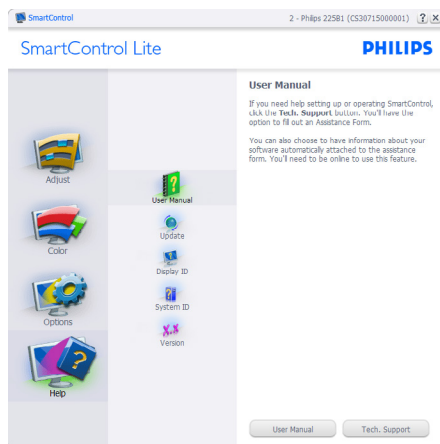 SmartControl
2 - Philips 225B1 (CS30715000001)
? X
SmartControl Lite
PHILIPS
Adjust
Color
Options
Help
User Manual
Update
Display ID
System ID
X.X
Version
User Manual
If you need help setting up or operating SmartControl,
click the Tech. Support button. You'll have the
option to fill out an Assistance Form.
You can also choose to have information about your
software automatically attached to the assistance
form. You'll need to be online to use this feature.
User Manual
Tech. Support